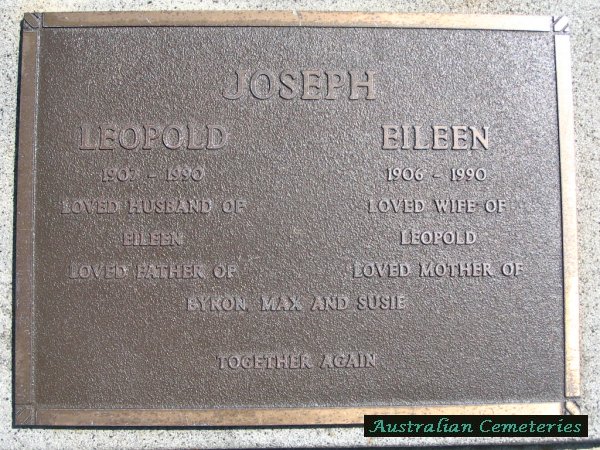 JOSEPH
LEOPOLD EILEEN
1907 - 1990 1906 - 1990
LOVED HUSBAND OF LOVED WIFE OF
EILEEN LEOPOLD
LOVED FATHER OF LOVED MOTHER OF
BYRON, MAX AND SUSIE
TOGETHER AGAIN
Australian Cemeteries